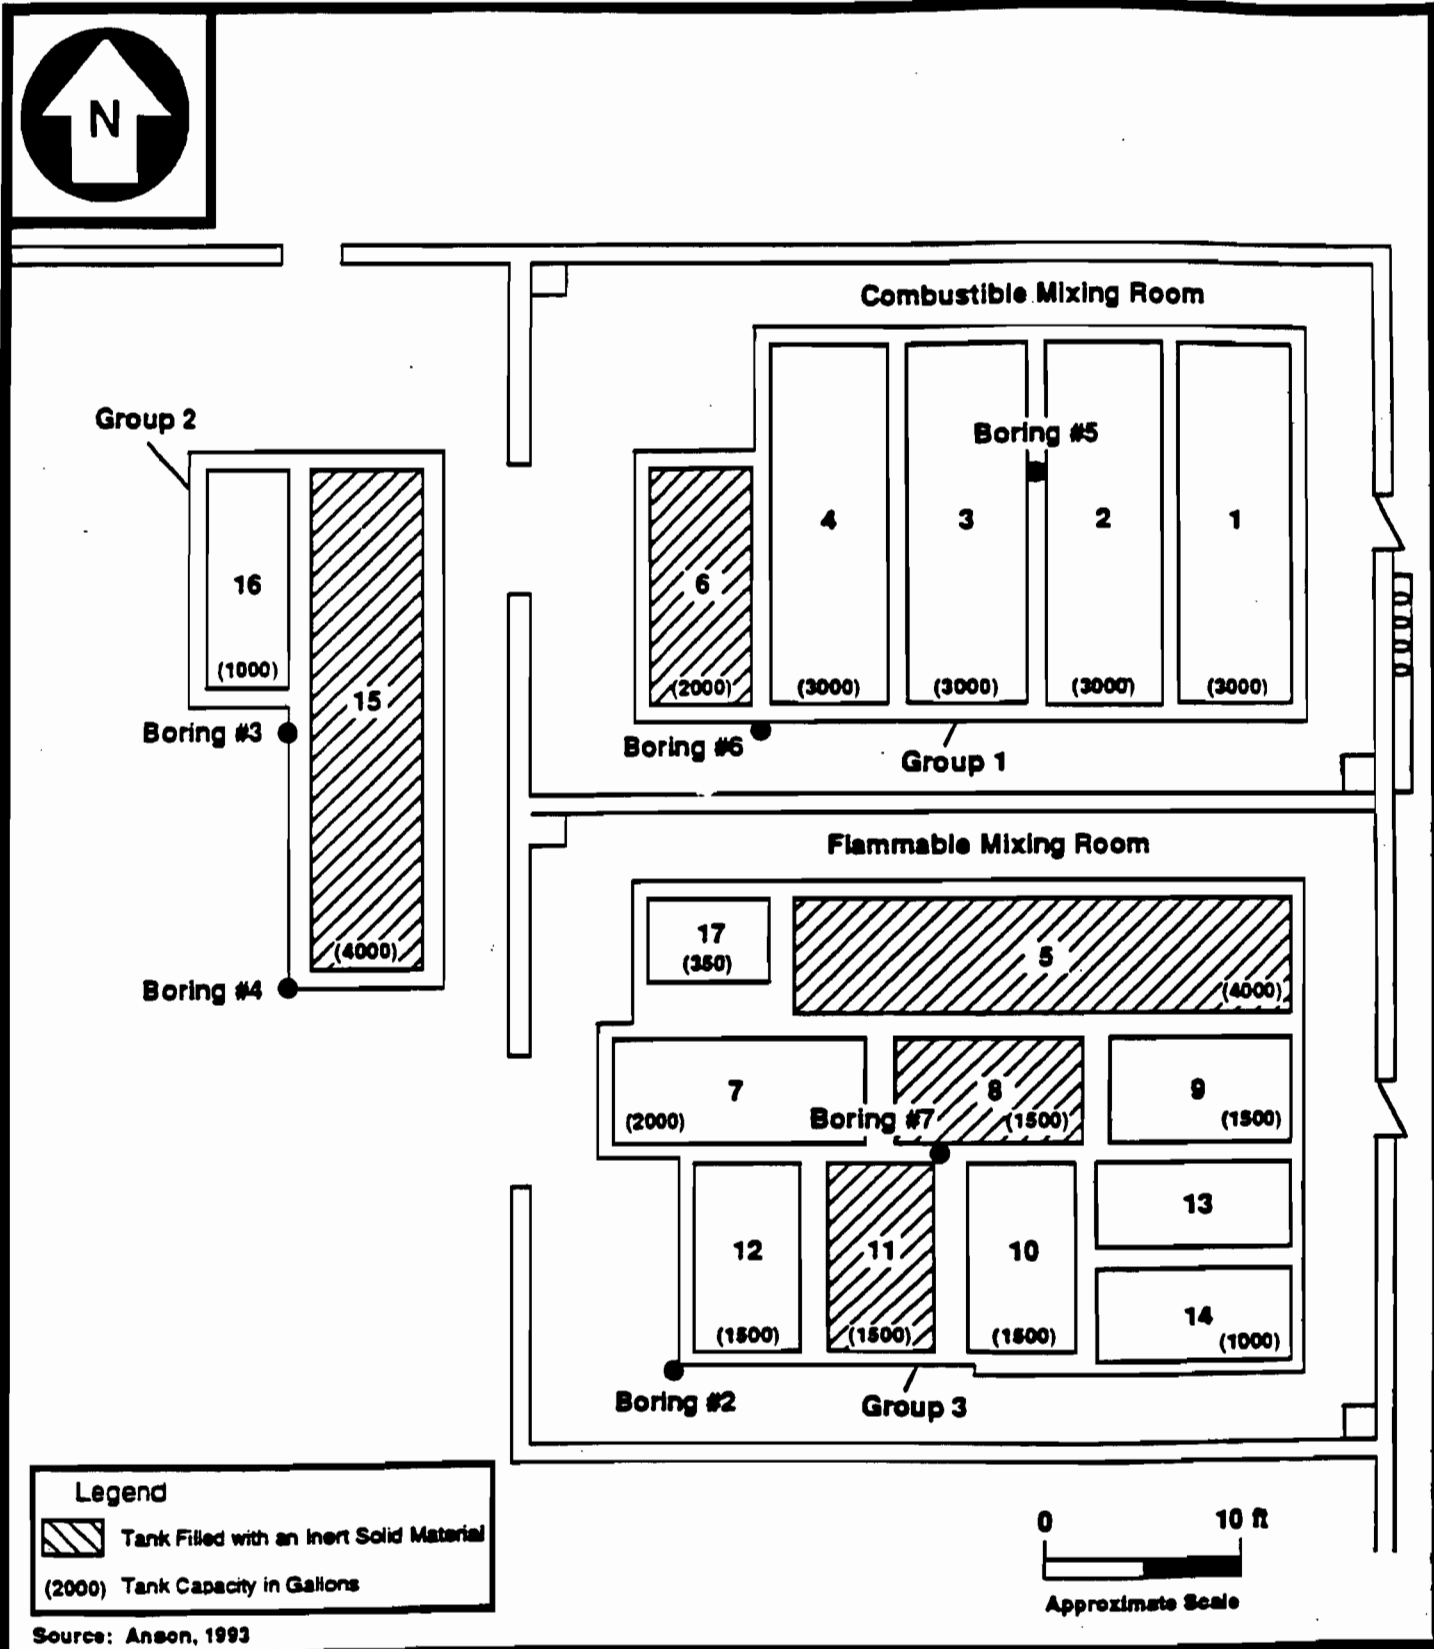 N
Combustible Mixing Room
Group 2
Boring #5
16
(1000)
15
(4000)
6
(2000)
4
(3000)
3
(3000)
2
(3000)
1
(3000)
Boring #3
Boring #6
Group 1
Boring #4
Flammable Mixing Room
17
(350)
5
(4000)
7
(2000)
8
(1500)
9
(1500)
Boring #7
12
(1500)
11
(1500)
10
(1500)
13
14
(1000)
Boring #2
Group 3
Legend
Tank Filled with an Inert Solid Material
(2000) Tank Capacity in Gallons
0 10 ft
Approximate Scale
Source: Anson, 1993